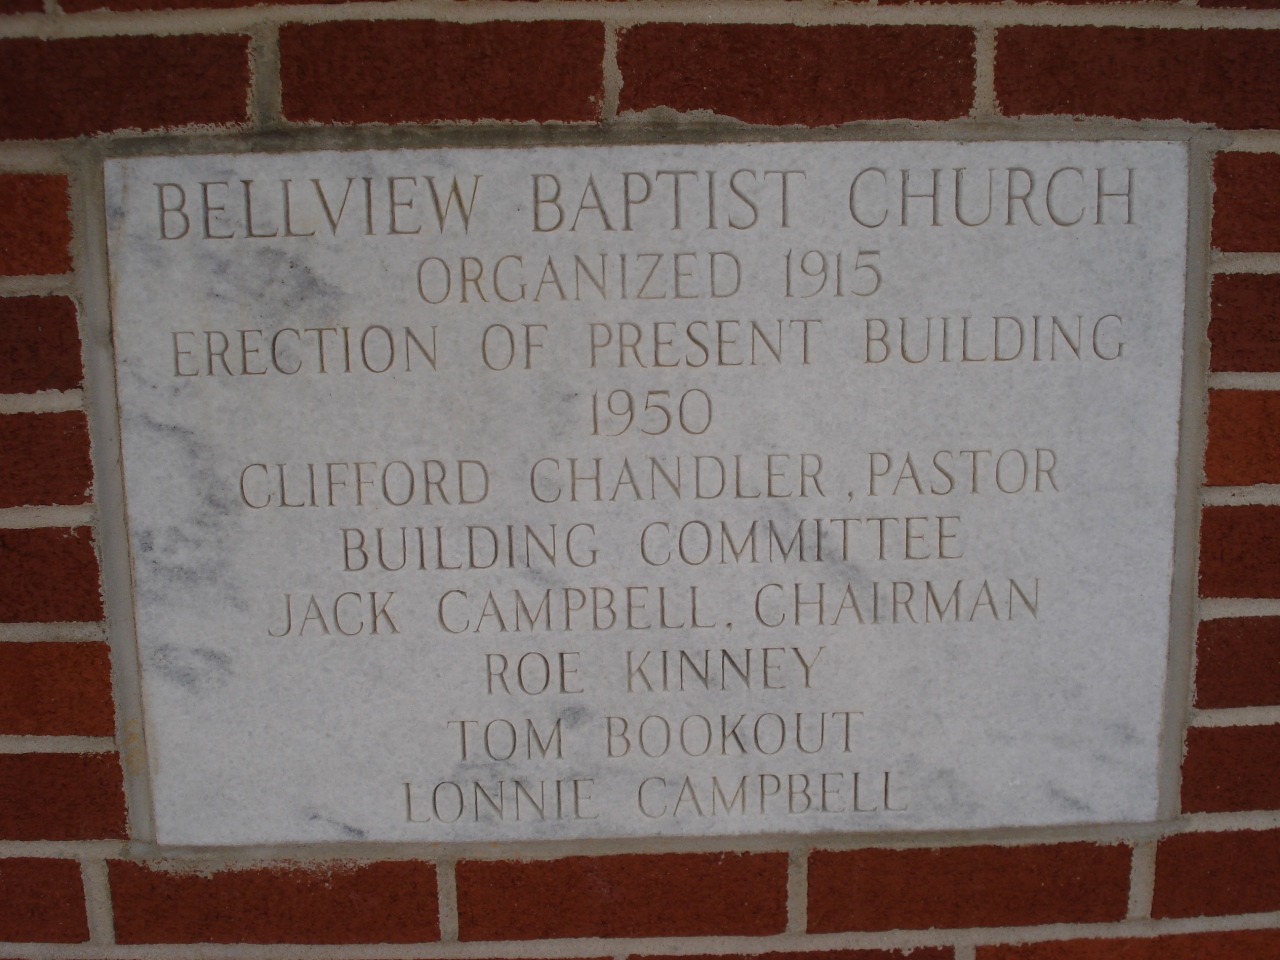 BELLVIEW BAPTIST CHURCH
ORGANIZED 1915
ERECTION OF PRESENT BUILDING
1950
CLIFFORD CHANDLER, PASTOR
BUILDING COMMITTEE
JACK CAMPBELL, CHAIRMAN
ROE KINNEY
TOM BOOKOUT
LONNIE CAMPBELL